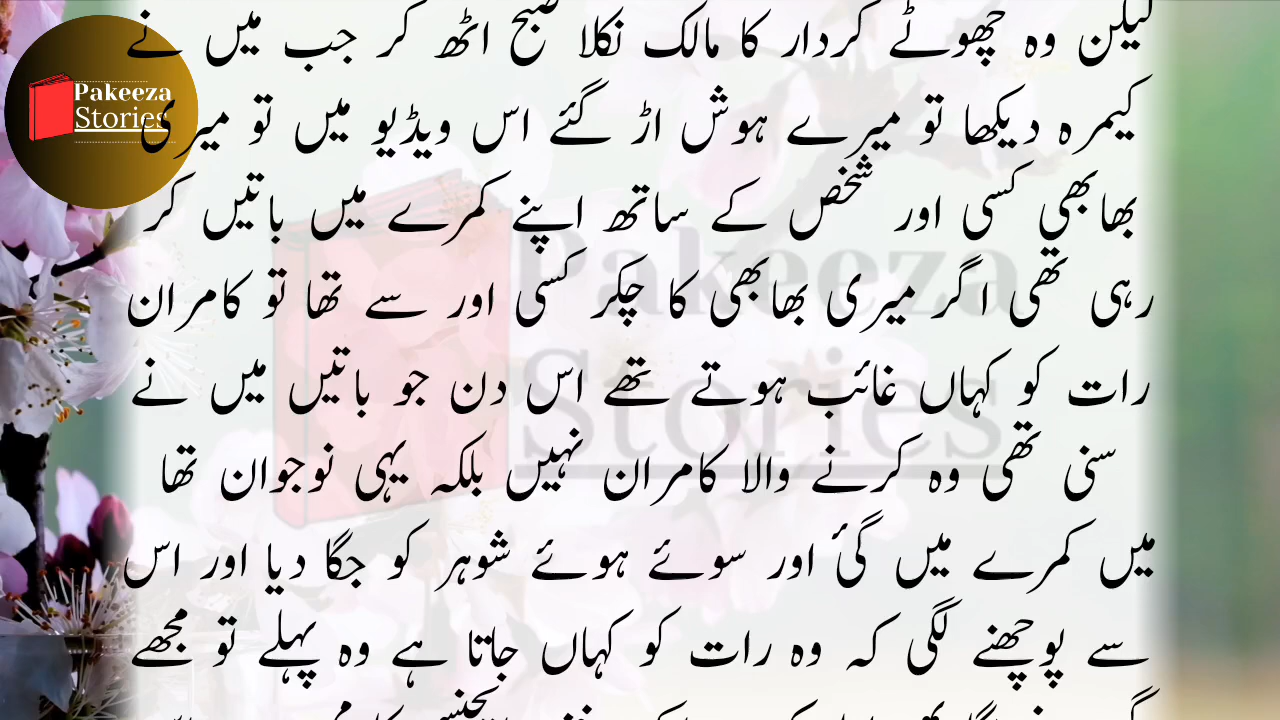 Pakeeza
Stories
لیکن وہ چھوٹے کردار کا مالک نکلا صبح اٹھ کر جب میں نے
کیمرہ دیکھا تو میرے ہوش اڑ گئے اس ویڈیو میں تو میری
بھابھی کسی اور شخص کے ساتھ اپنے کمرے میں باتیں کر
رہی تھی اگر میری بھابھی کا چکر کسی اور سے تھا تو کامران
رات کو کہاں غائب ہوتے تھے اس دن جو باتیں میں نے
سنی تھی وہ کرنے والا کامران نہیں بلکہ یہی نوجوان تھا
میں کمرے میں گئ اور سوئے ہوئے شوہر کو جگا دیا اور اس
سے پوچھنے لگی کہ وہ رات کو کہاں جاتا ہے وہ پہلے تو مجھے
Pakeeza
Stories